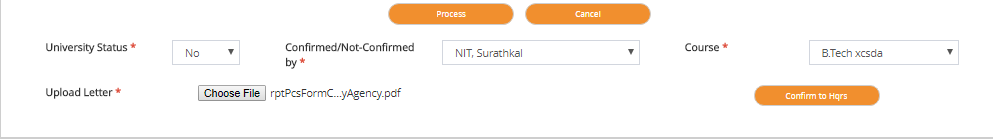 Process Cancel
University Status * No Confirmed/Not-Confirmed by * NIT, Surathkal Course * B.Tech xcsda
Upload Letter * Choose File rptPcsFormC...yAgency.pdf Confirm to Hqrs